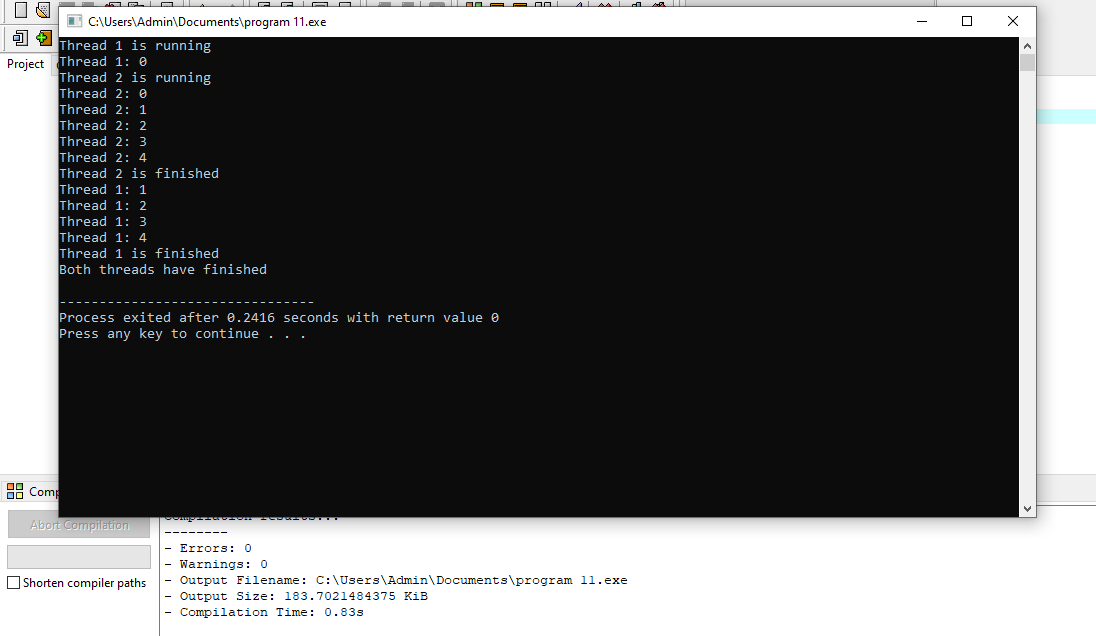 C:\Users\Admin\Documents\program 11.exe
Project
Thread 1 is running
Thread 1: 0
Thread 2 is running
Thread 2: 0
Thread 2: 1
Thread 2: 2
Thread 2: 3
Thread 2: 4
Thread 2 is finished
Thread 1: 1
Thread 1: 2
Thread 1: 3
Thread 1: 4
Thread 1 is finished
Both threads have finished
--------------------------------
Process exited after 0.2416 seconds with return value 0
Press any key to continue . . .
Comp
Abort Compilation
Shorten compiler paths
Compilation results...
--------
- Errors: 0
- Warnings: 0
- Output Filename: C:\Users\Admin\Documents\program 11.exe
- Output Size: 183.7021484375 KiB
- Compilation Time: 0.83s